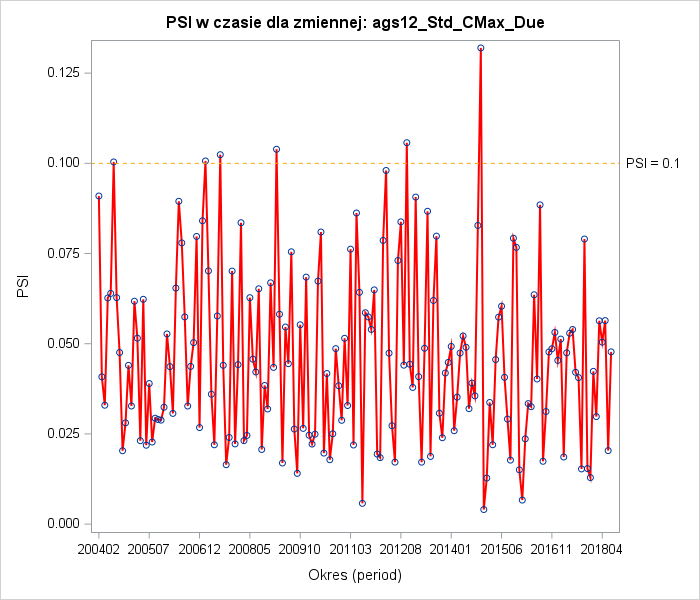 PSI w czasie dla zmiennej: ags12_Std_CMax_Due
0.125
0.100
PSI = 0.1
0.075
PSI
0.050
0.025
0.000
200402 200507 200612 200805 200910 201103 201208 201401 201506 201611 201804
Okres (period)